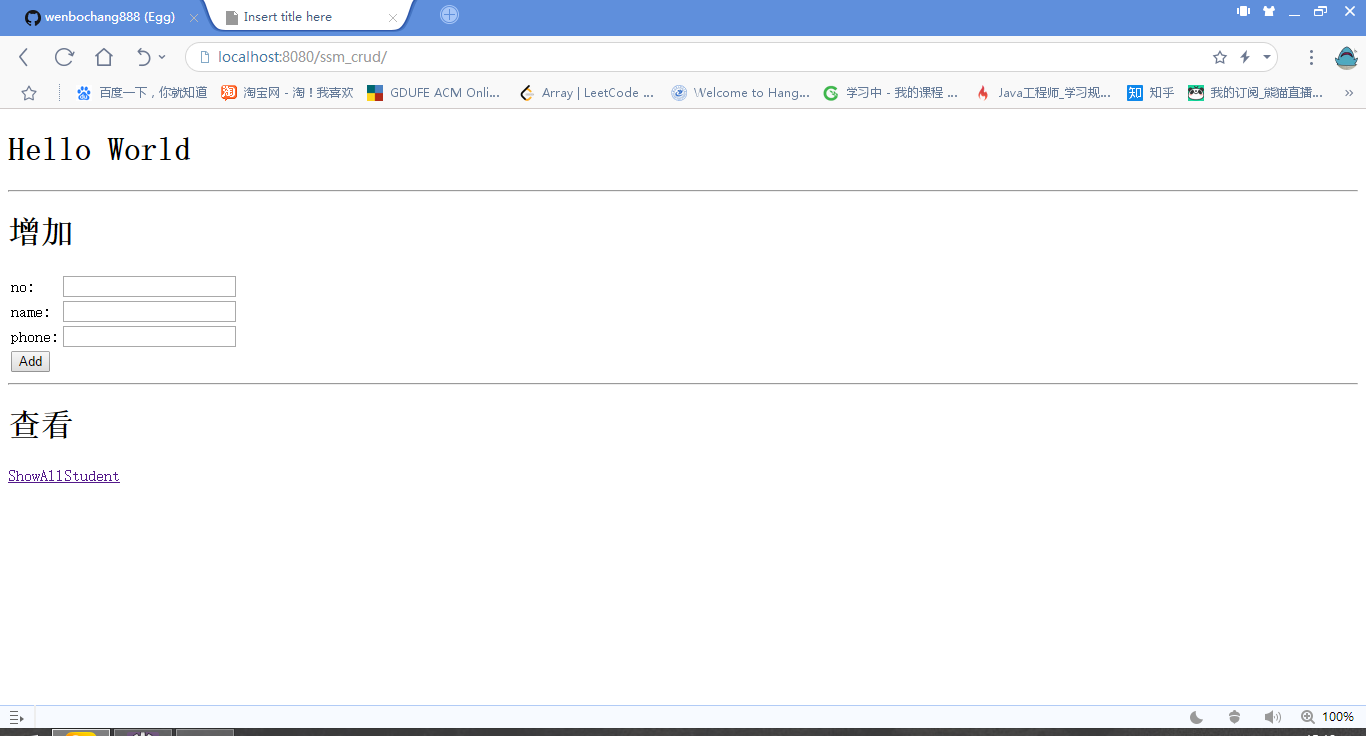 wenbochang888 (Egg)
Insert title here
localhost:8080/ssm_crud/
百度一下，你就知道
淘宝网 - 淘！我喜欢
GDUFE ACM Onli...
Array | LeetCode ...
Welcome to Hang...
学习中 - 我的课程 ...
Java工程师_学习规...
知 知乎
我的订阅_熊猫直播...
Hello World
增加
no:
name:
phone:
Add
查看
ShowAllStudent
100%